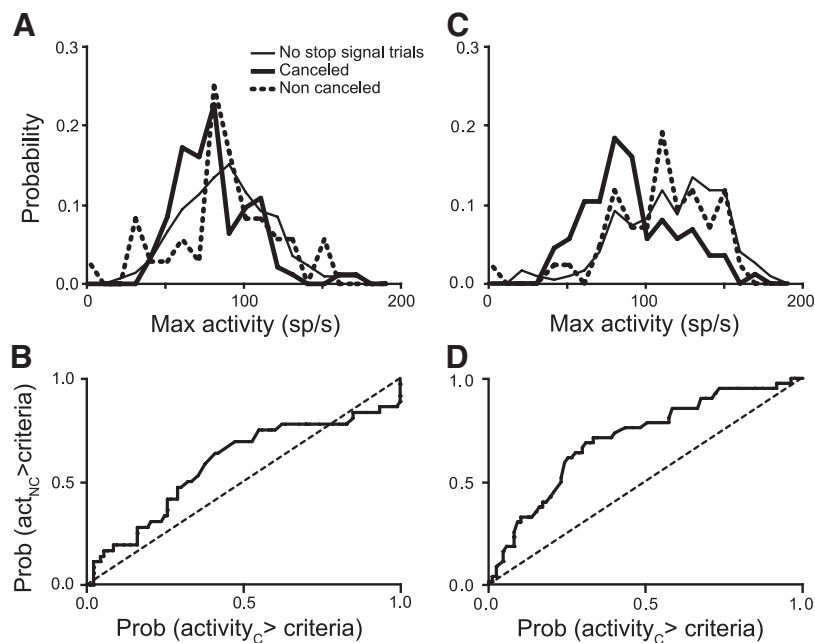 A
0.3
0.2
0.1
0.0
Probability
0
100
200
Max activity (sp/s)
No stop signal trials
Canceled
Non canceled
C
0.3
0.2
0.1
0.0
0
100
200
Max activity (sp/s)
B
1.0
0.5
0.0
Prob (actNC>criteria)
0.0
0.5
1.0
Prob (activityC> criteria)
D
1.0
0.5
0.0
0.0
0.5
1.0
Prob (activityC> criteria)